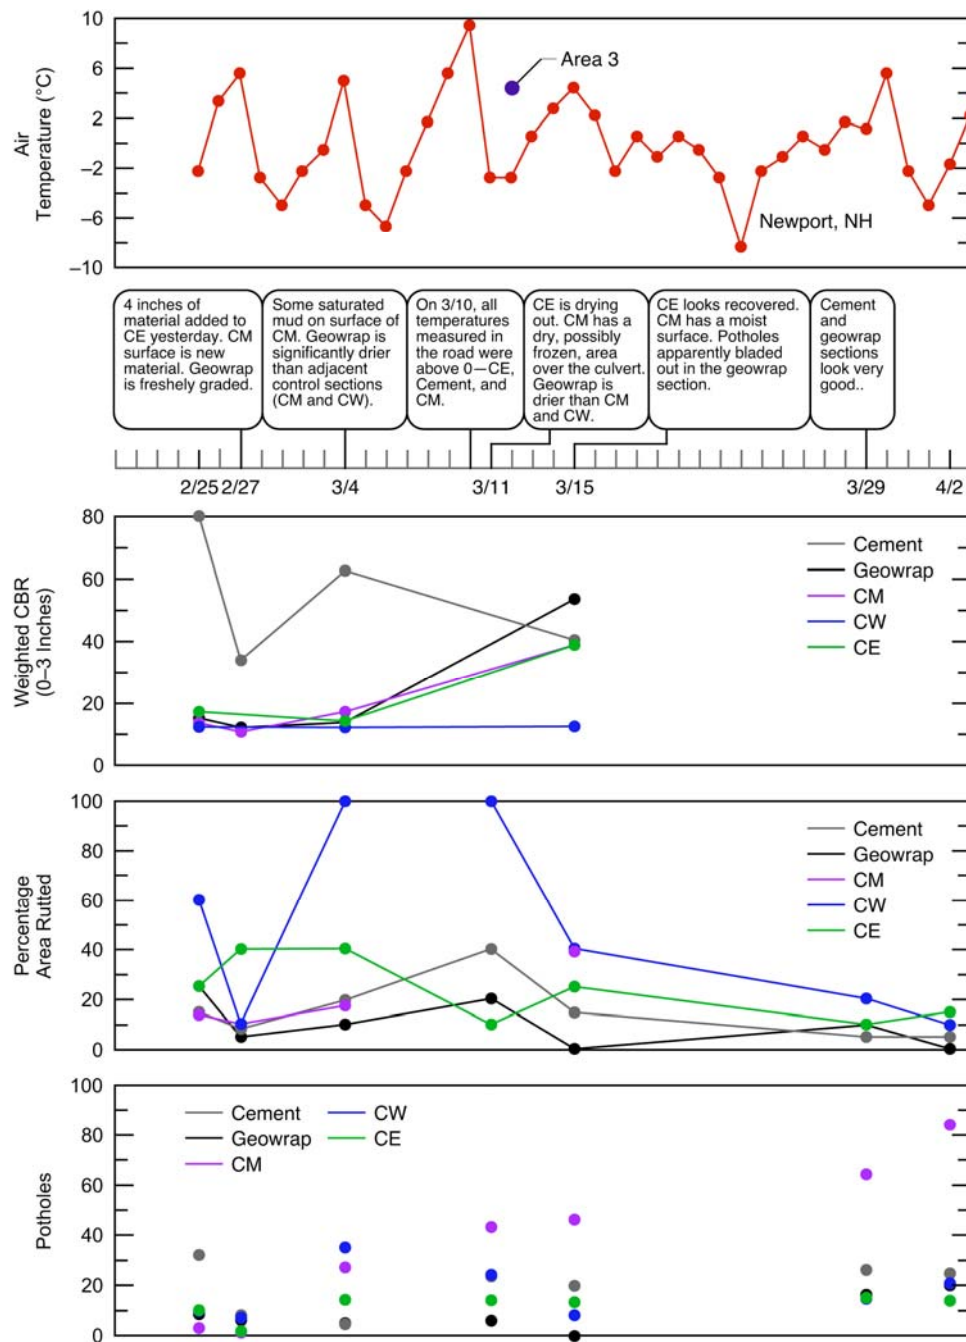 10
6
2
–2
–6
–10
Air
Temperature (°C)
Area 3
Newport, NH
4 inches of
material added to
CE yesterday. CM
surface is new
material. Geowrap
is freshely graded.
Some saturated
mud on surface of
CM. Geowrap is
significantly drier
than adjacent
control sections
(CM and CW).
On 3/10, all
temperatures
measured in
the road were
above 0—CE,
Cement, and
CM.
CE is drying
out. CM has a
dry, possibly
frozen, area
over the culvert.
Geowrap is
drier than CM
and CW.
CE looks recovered.
CM has a moist
surface. Potholes
apparently bladed
out in the geowrap
section.
Cement
and
geowrap
sections
look very
good..
2/25 2/27 3/4 3/11 3/15 3/29 4/2
80
60
40
20
0
Weighted CBR
(0–3 Inches)
Cement
Geowrap
CM
CW
CE
100
80
60
40
20
0
Percentage
Area Rutted
Cement
Geowrap
CM
CW
CE
100
80
60
40
20
0
Potholes
Cement CW
Geowrap CE
CM